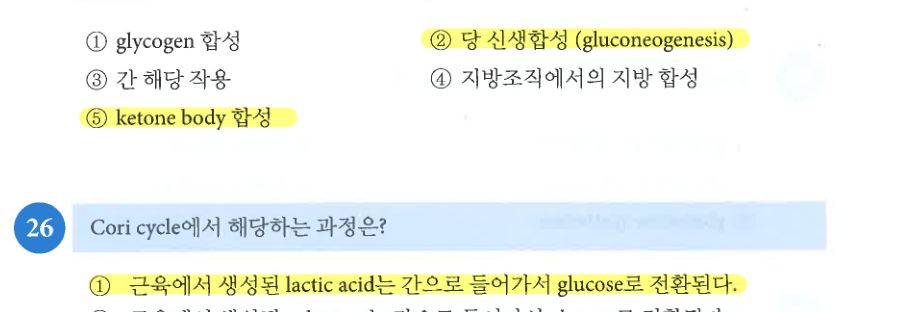 ① glycogen 합성 ② 당 신생합성 (gluconeogenesis)
③ 간 해당 작용 ④ 지방조직에서의 지방 합성
⑤ ketone body 합성
26 Cori cycle에서 해당하는 과정은?
① 근육에서 생성된 lactic acid는 간으로 들어가서 glucose로 전환된다.